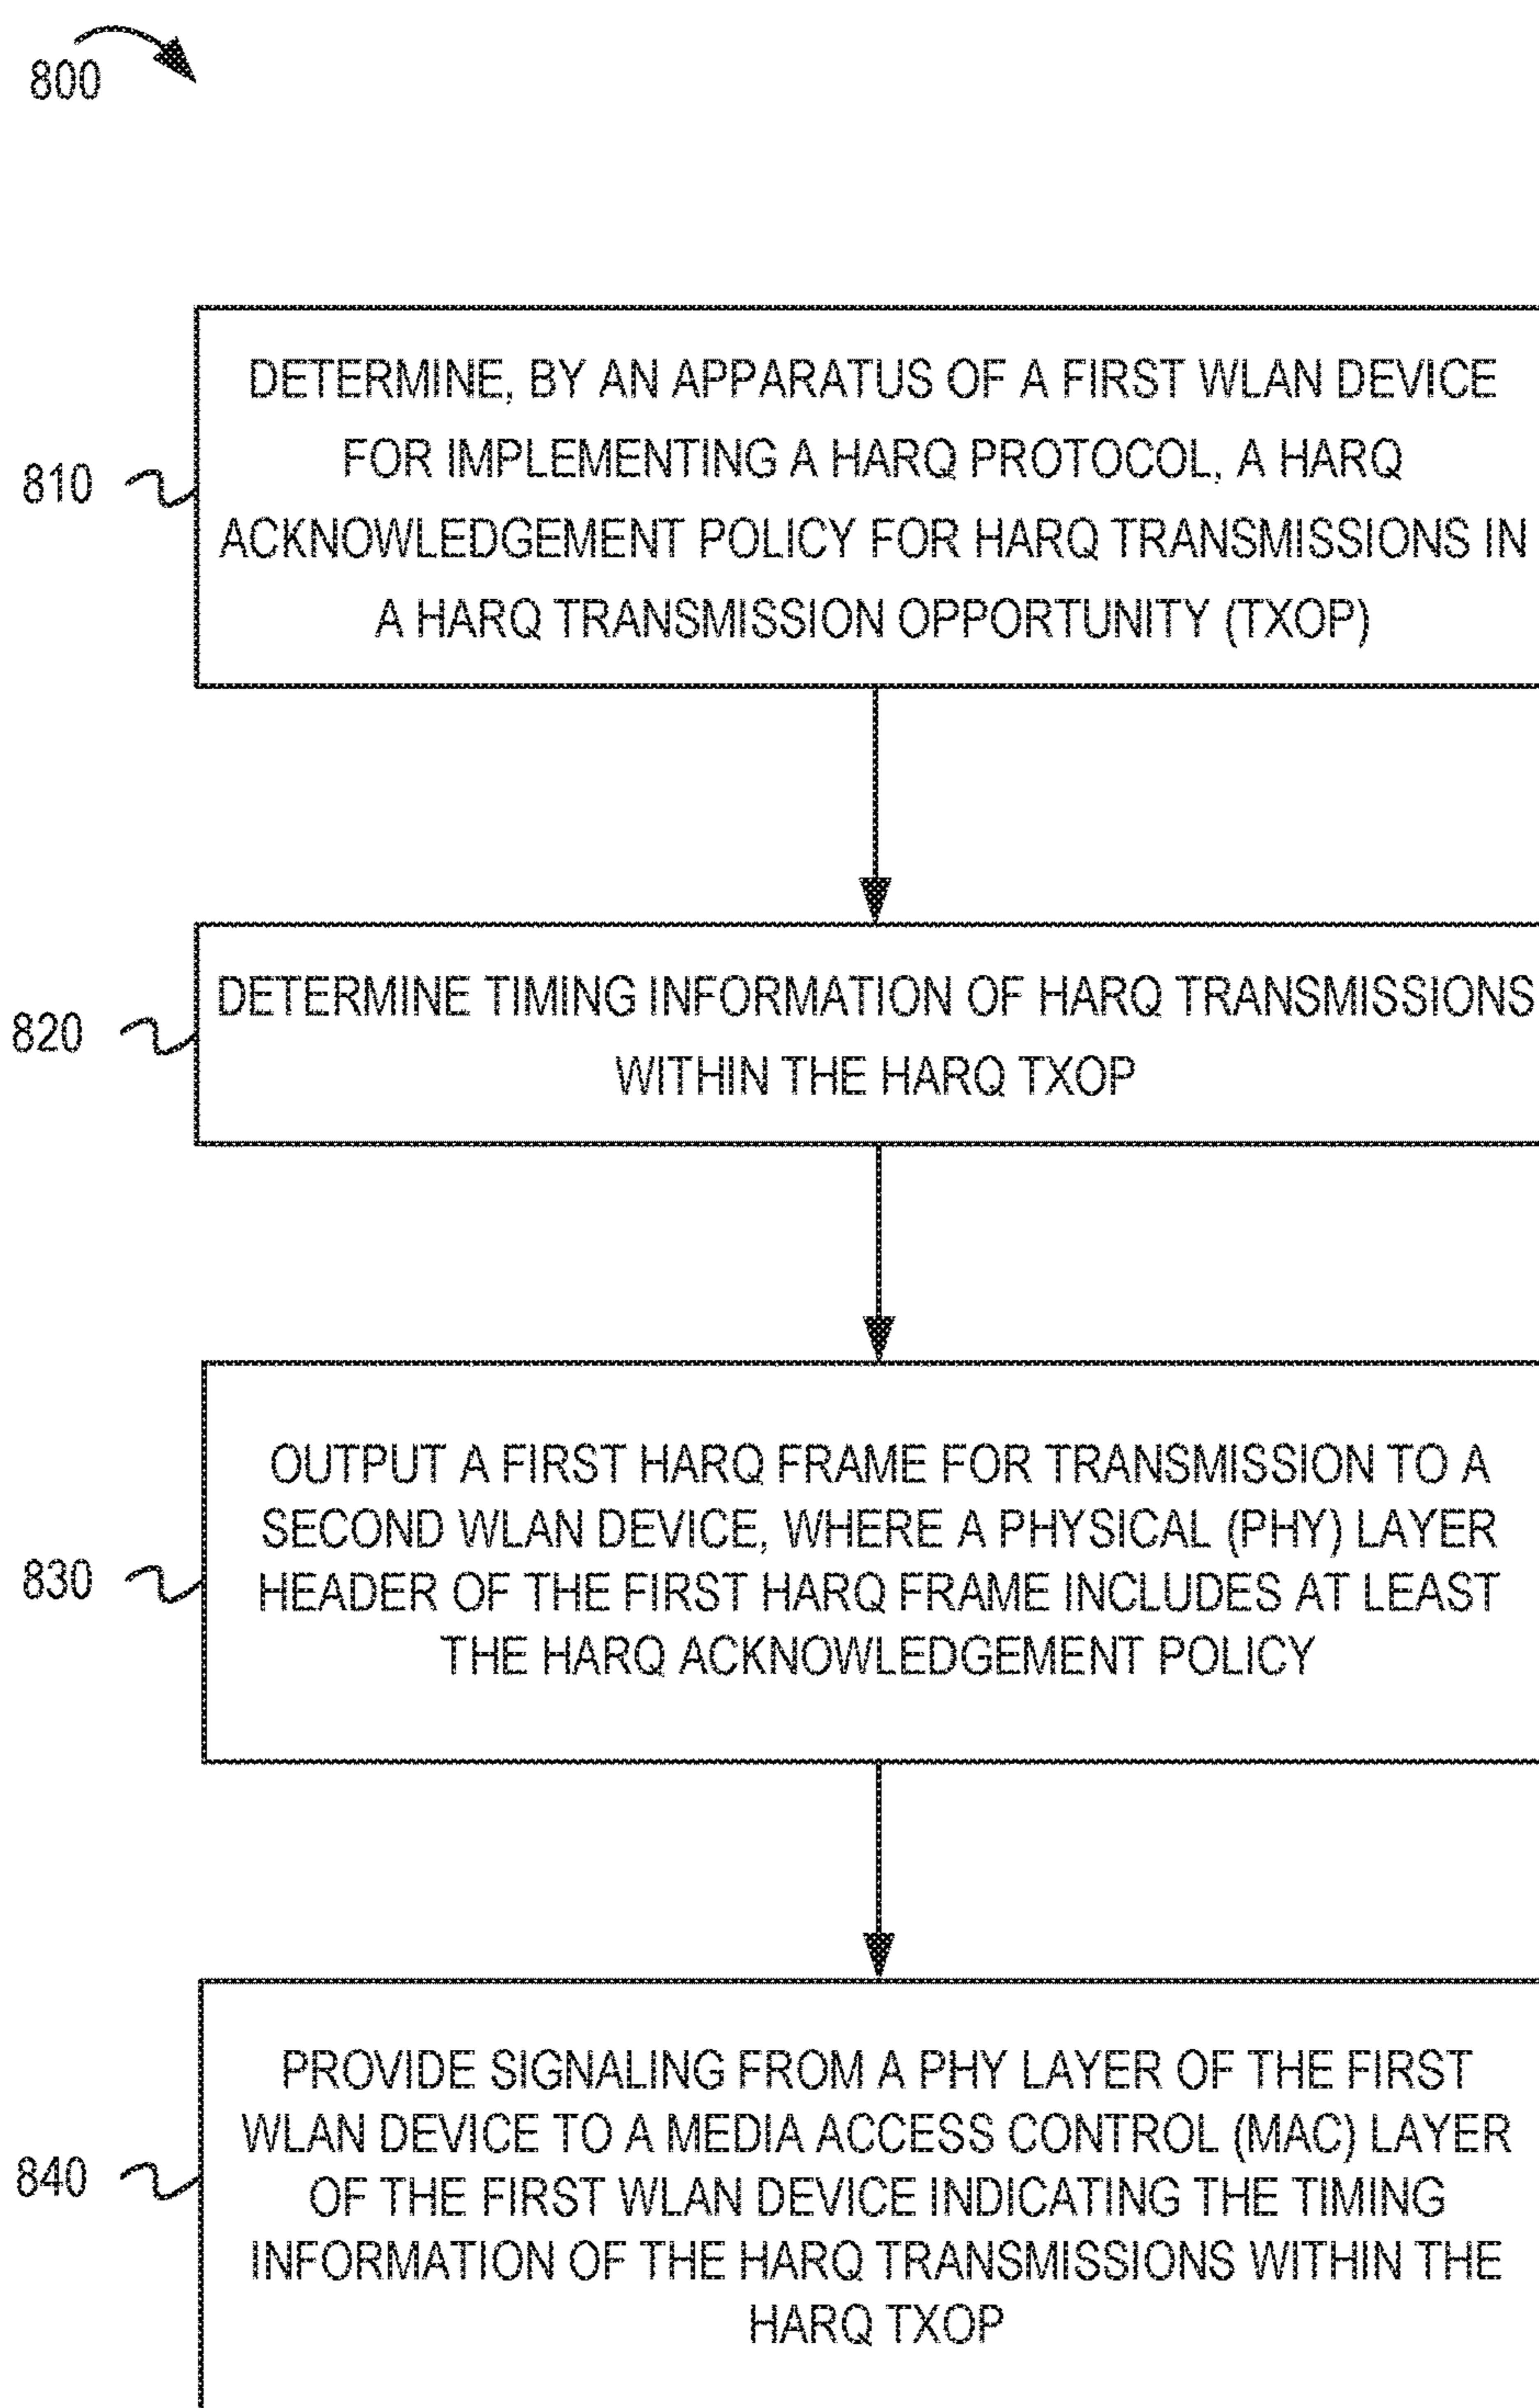 800
DETERMINE, BY AN APPARATUS OF A FIRST WLAN DEVICE
FOR IMPLEMENTING A HARQ PROTOCOL, A HARQ
810
ACKNOWLEDGEMENT POLICY FOR HARQ TRANSMISSIONS IN
A HARQ TRANSMISSION OPPORTUNITY (TXOP)
DETERMINE TIMING INFORMATION OF HARQ TRANSMISSIONS
820
WITHIN THE HARQ TXOP
OUTPUT A FIRST HARQ FRAME FOR TRANSMISSION TO A
SECOND WLAN DEVICE, WHERE A PHYSICAL (PHY) LAYER
830
HEADER OF THE FIRST HARQ FRAME INCLUDES AT LEAST
THE HARQ ACKNOWLEDGEMENT POLICY
PROVIDE SIGNALING FROM A PHY LAYER OF THE FIRST
WLAN DEVICE TO A MEDIA ACCESS CONTROL (MAC) LAYER
840
OF THE FIRST WLAN DEVICE INDICATING THE TIMING
INFORMATION OF THE HARQ TRANSMISSIONS WITHIN THE
HARQ TXOP